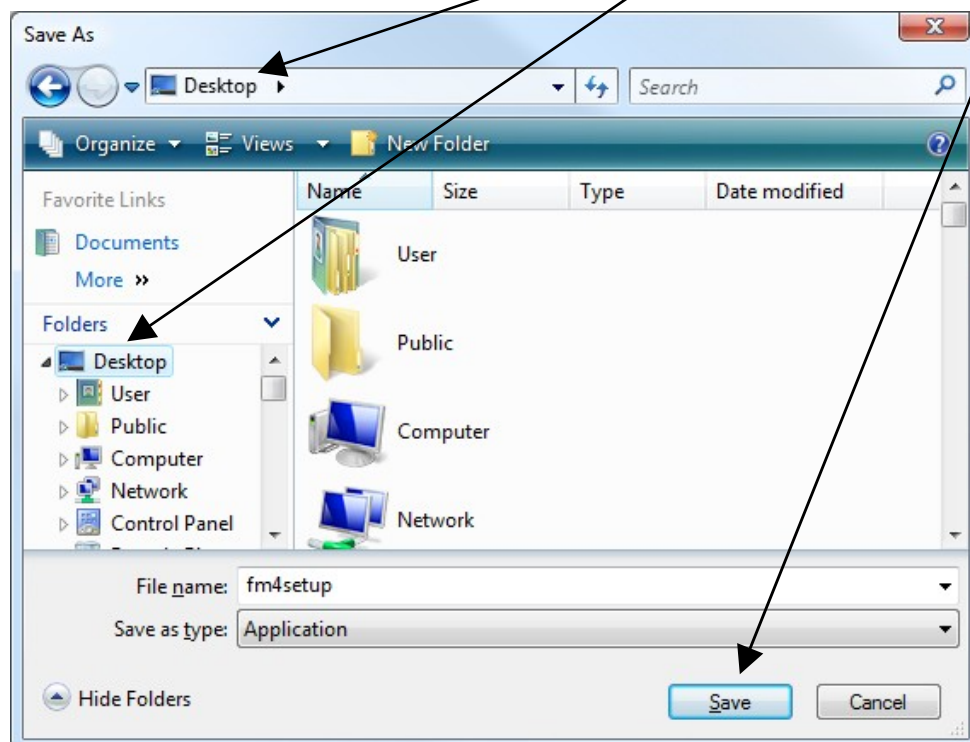 Save As
Desktop
Search
Organize Views New Folder
Favorite Links
Documents
More
Folders
Desktop
User
Public
Computer
Network
Control Panel
Name Size Type Date modified
User
Public
Computer
Network
File name: fm4setup
Save as type: Application
Hide Folders Save Cancel